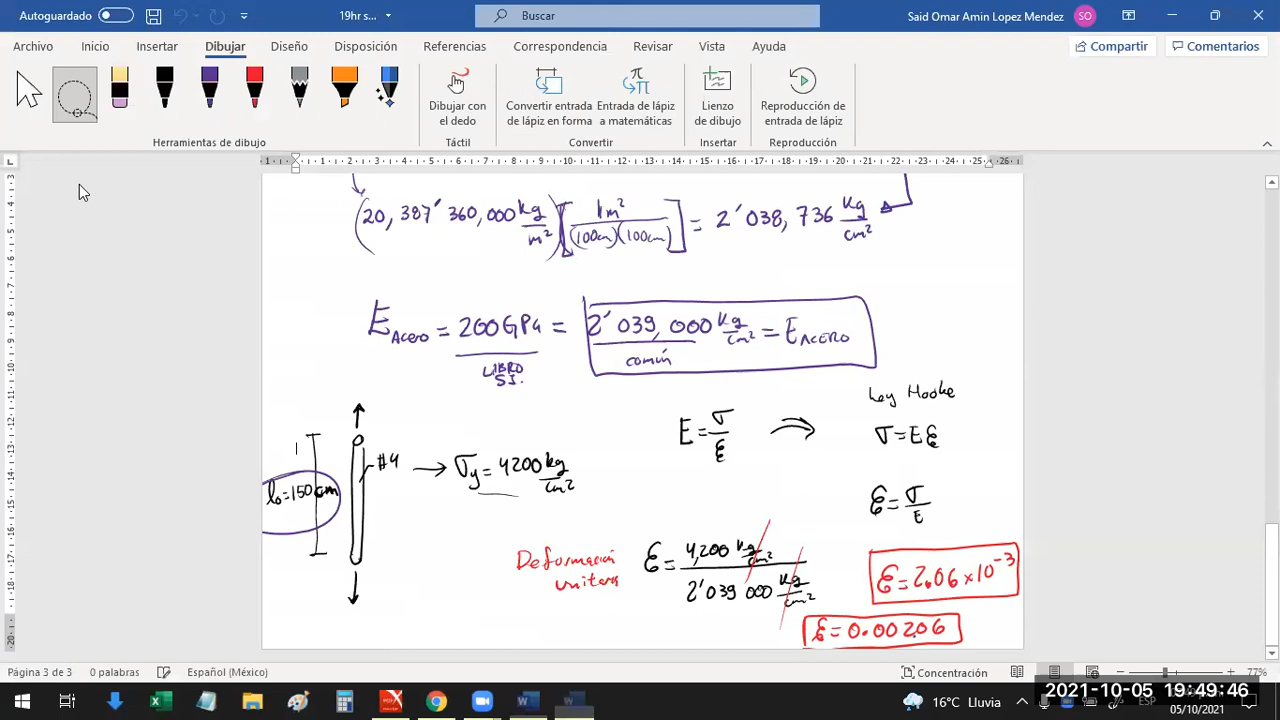 Autoguardado
19hr s...
Buscar
Said Omar Amin Lopez Mendez
SO
Archivo
Inicio
Insertar
Dibujar
Diseño
Disposición
Referencias
Correspondencia
Revisar
Vista
Ayuda
Compartir
Comentarios
Dibujar con el dedo
Convertir entrada de lápiz en forma
Entrada de lápiz a matemáticas
Lienzo de dibujo
Reproducción de entrada de lápiz
Herramientas de dibujo
Táctil
Convertir
Insertar
Reproducción
(20,387'360,000 kg/m²)[1m²/(100cm)(100cm)] = 2'038,736 kg/cm²
E Acero = 200 GPa = 2'039,000 kg/cm² = E ACERO
LIBRO S.I.
común
Ley Hooke
E = σ/ε ⇒ σ = Eε
#4 → σy = 4200 kg/cm²
lo = 150 cm
ε = σ/E
Deformación unitaria
ε = 4,200 kg/cm² / 2'039 000 kg/cm²
ε = 2.06 x 10⁻³
ε = 0.00206
Página 3 de 3
0 palabras
Español (México)
Concentración
77%
16°C Lluvia
ESP
2021-10-05 19:49:46
05/10/2021